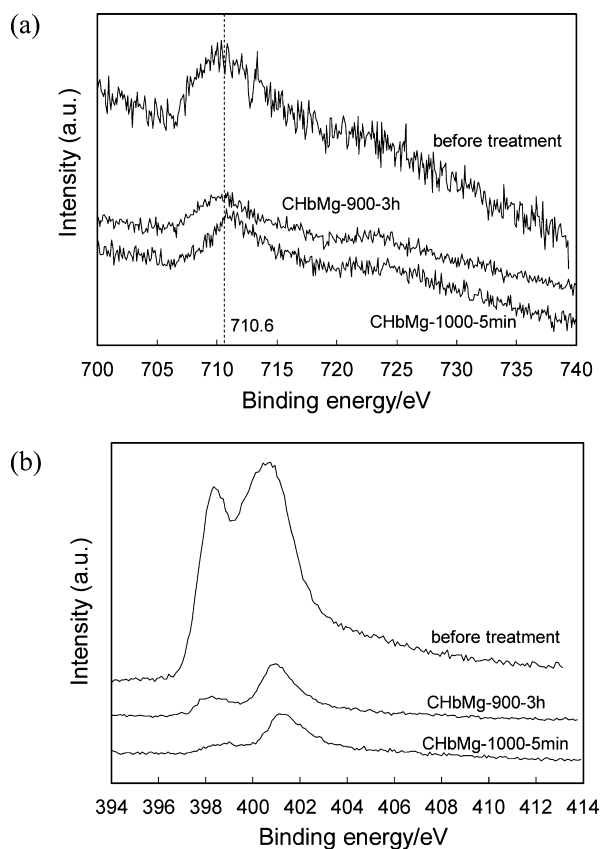 (a)
Intensity (a.u.)
before treatment
CHbMg-900-3h
CHbMg-1000-5min
710.6
700 705 710 715 720 725 730 735 740
Binding energy/eV
(b)
Intensity (a.u.)
before treatment
CHbMg-900-3h
CHbMg-1000-5min
394 396 398 400 402 404 406 408 410 412 414
Binding energy/eV